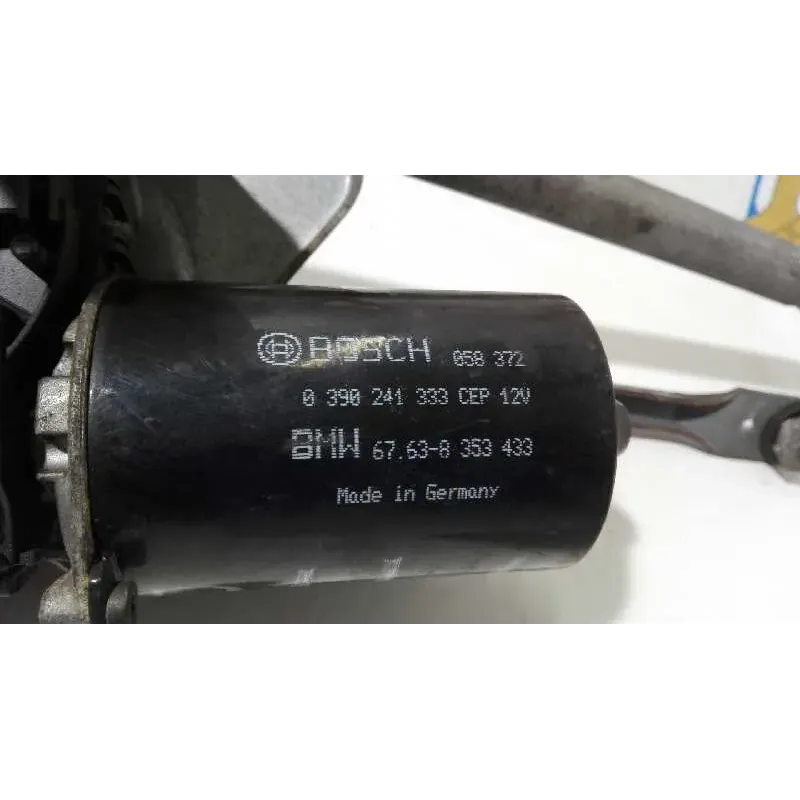 BOSCH 058 372
0 390 241 333 CEP 12V
BMW 67.63-8 353 433
Made in Germany